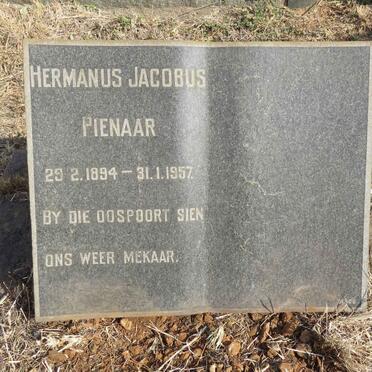 HERMANUS JACOBUS
PIENAAR
29.2.1894 – 31.1.1957.
BY DIE OOSPOORT SIEN
ONS WEER MEKAAR.